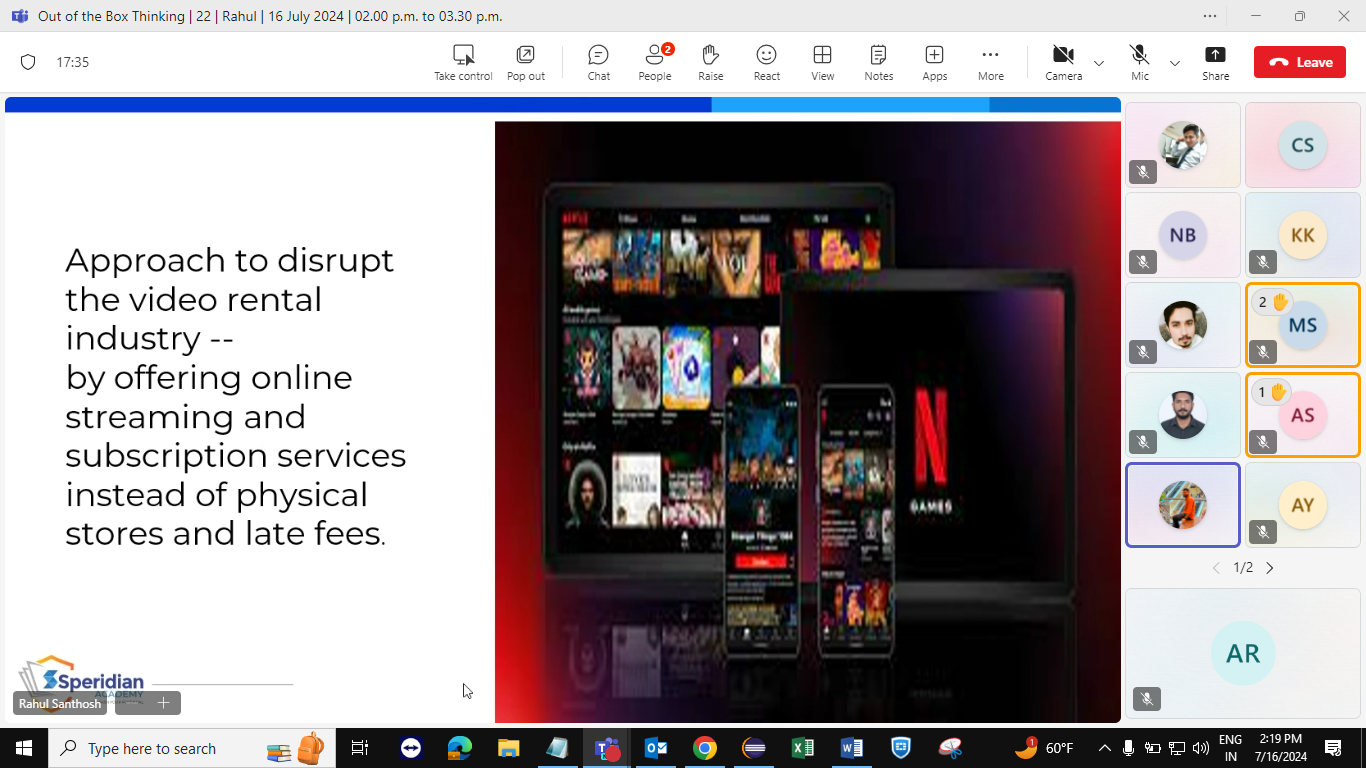 Out of the Box Thinking | 22 | Rahul | 16 July 2024 | 02.00 p.m. to 03.30 p.m.
17:35
Take control
Pop out
Chat
2
People
Raise
React
View
Notes
Apps
More
Camera
Mic
Share
Leave
Approach to disrupt
the video rental
industry --
by offering online
streaming and
subscription services
instead of physical
stores and late fees.
N
GAMES
CS
NB
KK
2
MS
1
AS
AY
1/2
AR
Speridian
ACADEMY
Rahul Santhosh
Type here to search
1
60°F
ENG
IN
2:19 PM
7/16/2024